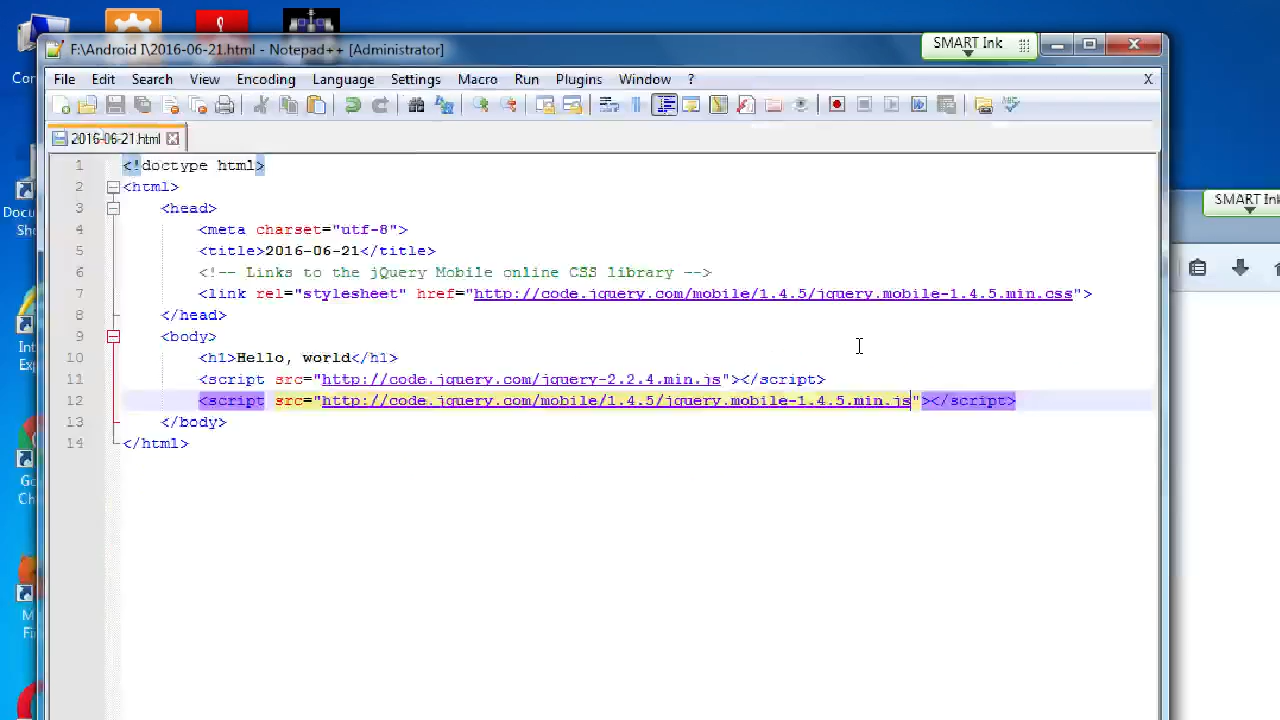 F:\Android I\2016-06-21.html - Notepad++ [Administrator]
SMART Ink
File Edit Search View Encoding Language Settings Macro Run Plugins Window ? X
2016-06-21.html
SMART Ink
1 <!doctype html>
2 <html>
3 <head>
4 <meta charset="utf-8">
5 <title>2016-06-21</title>
6 <!-- Links to the jQuery Mobile online CSS library -->
7 <link rel="stylesheet" href="http://code.jquery.com/mobile/1.4.5/jquery.mobile-1.4.5.min.css">
8 </head>
9 <body>
10 <h1>Hello, world</h1>
11 <script src="http://code.jquery.com/jquery-2.2.4.min.js"></script>
12 <script src="http://code.jquery.com/mobile/1.4.5/jquery.mobile-1.4.5.min.js"></script>
13 </body>
14 </html>